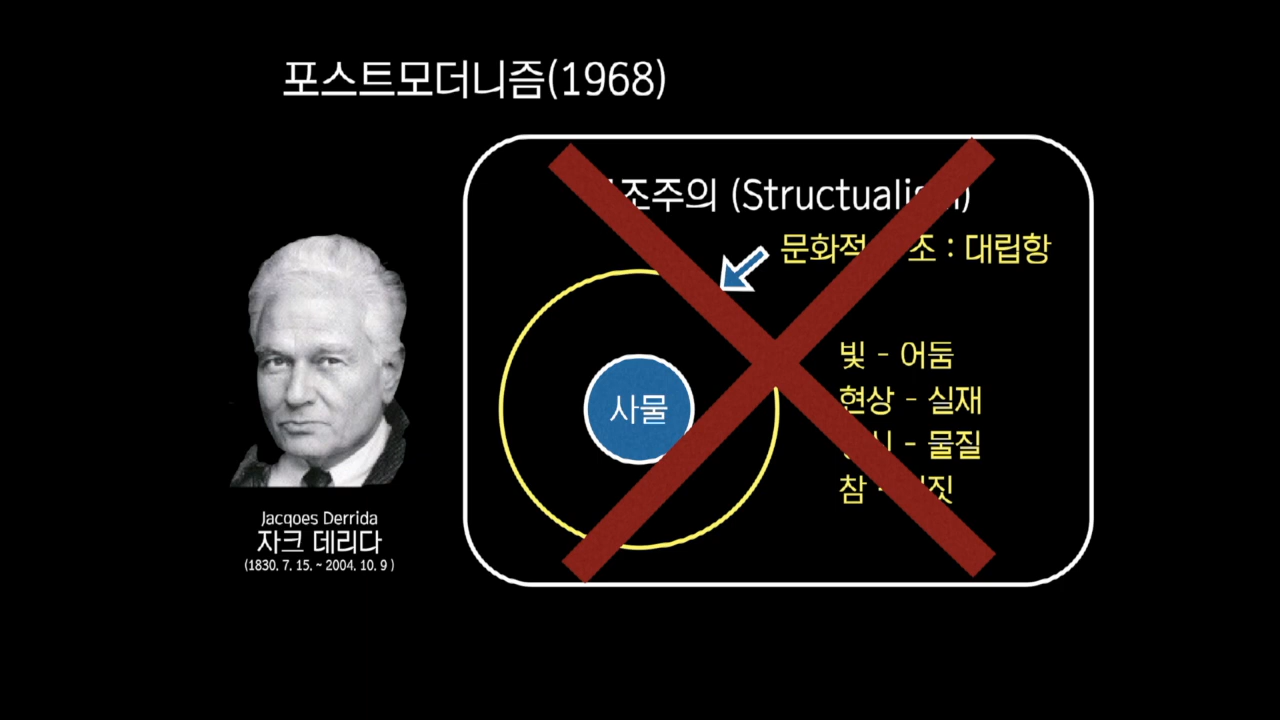 포스트모더니즘(1968)
조주의 (Structualism)
문화적 조 : 대립항
사물
빛 - 어둠
현상 - 실재
- 물질
참 -
Jacqoes Derrida
자크 데리다
(1830. 7. 15. ~ 2004. 10. 9 )